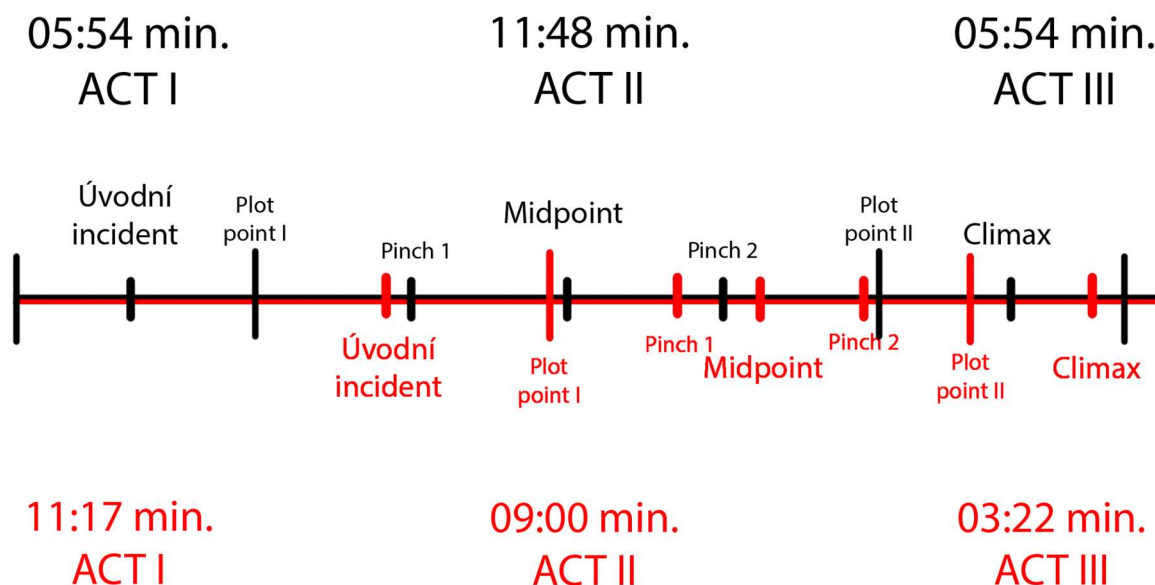 05:54 min.
ACT I
11:48 min.
ACT II
05:54 min.
ACT III
Úvodní
incident
Plot
point I
Pinch 1
Midpoint
Pinch 2
Plot
point II
Climax
Úvodní
incident
Plot
point I
Pinch 1
Midpoint
Pinch 2
Plot
point II
Climax
11:17 min.
ACT I
09:00 min.
ACT II
03:22 min.
ACT III